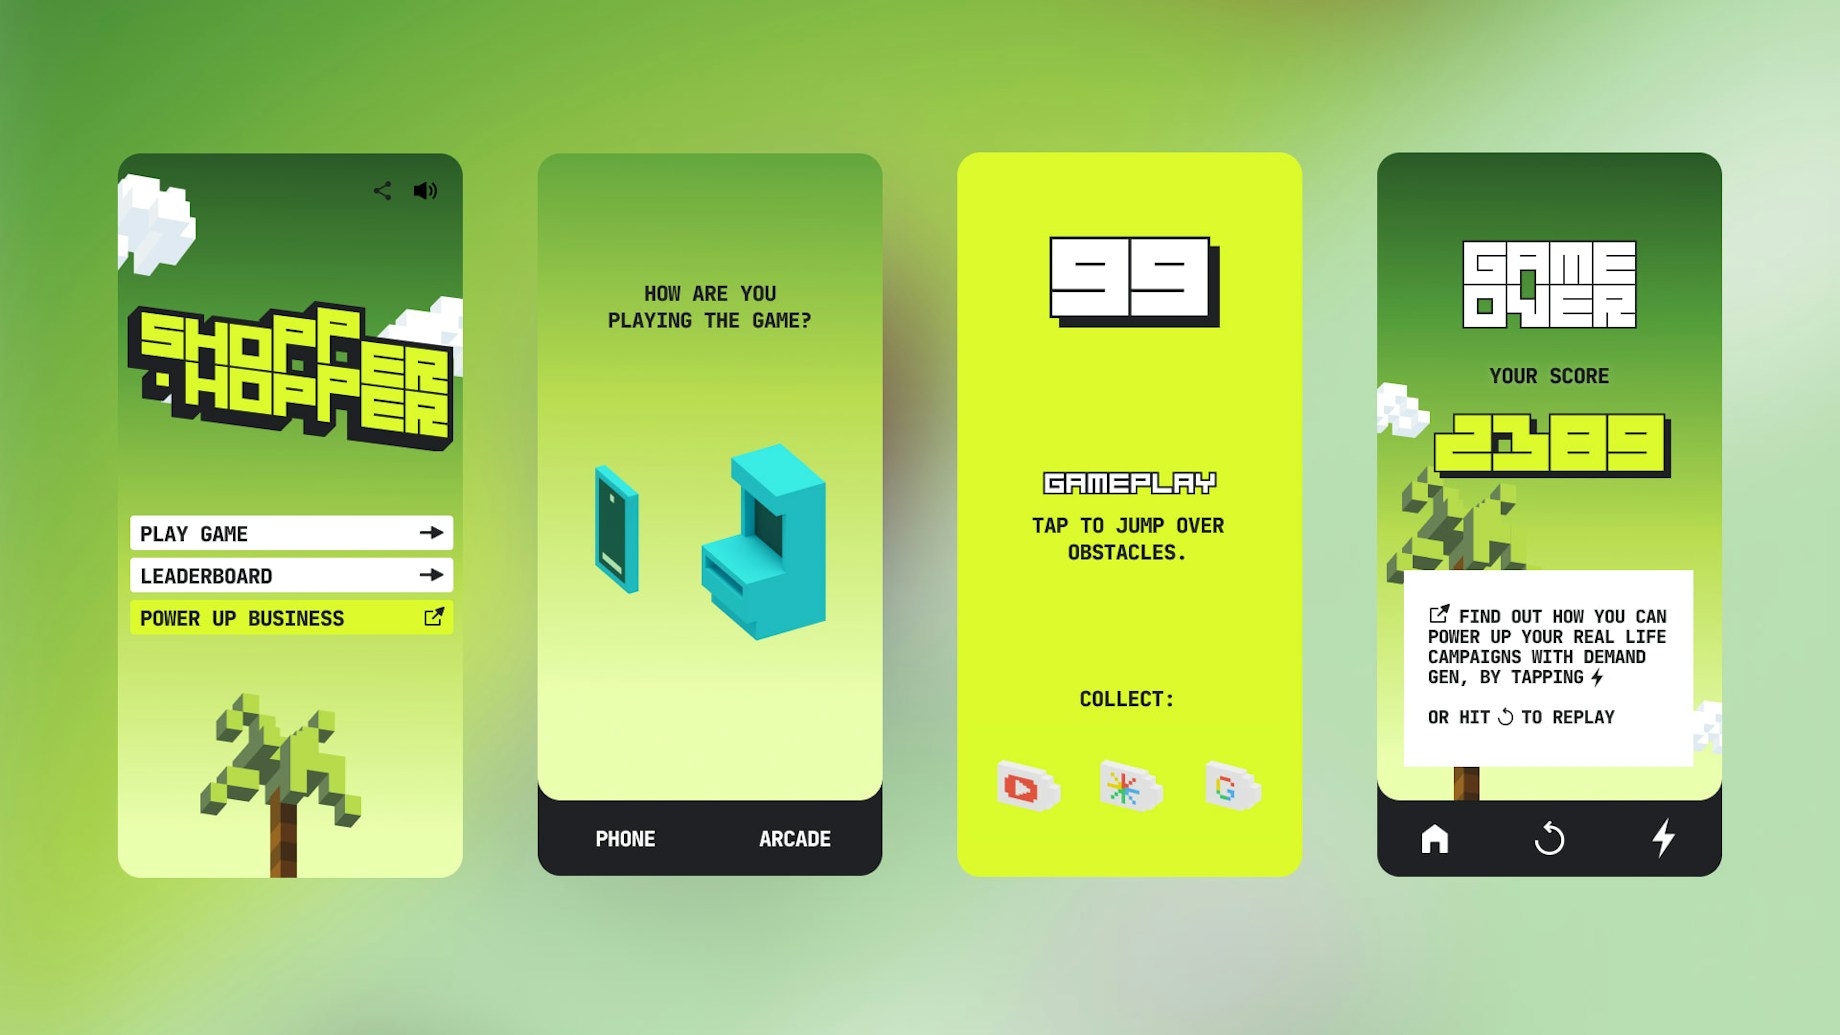 SHOPPER
HOPPER
PLAY GAME
LEADERBOARD
POWER UP BUSINESS
HOW ARE YOU
PLAYING THE GAME?
PHONE
ARCADE
99
GAMEPLAY
TAP TO JUMP OVER
OBSTACLES.
COLLECT:
G
GAME
OVER
YOUR SCORE
2389
FIND OUT HOW YOU CAN
POWER UP YOUR REAL LIFE
CAMPAIGNS WITH DEMAND
GEN, BY TAPPING
OR HIT TO REPLAY